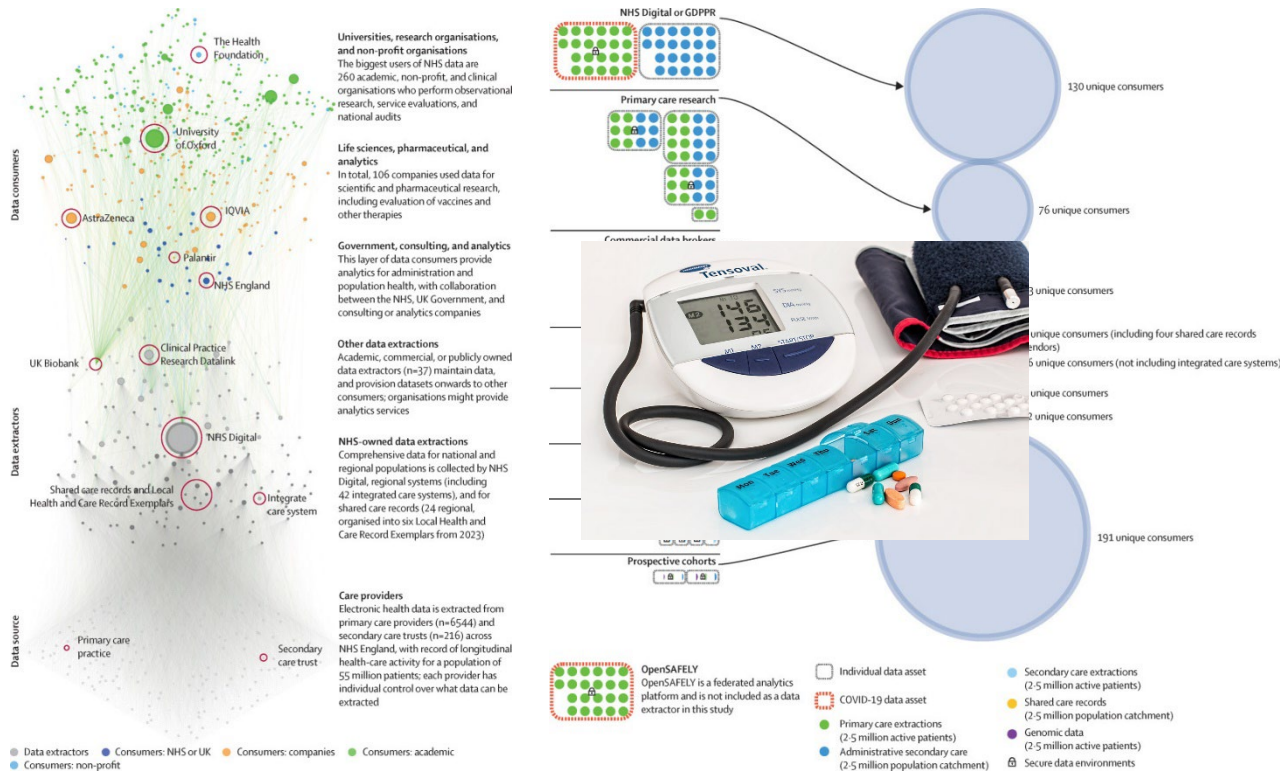 The Health
Foundation
University
of Oxford
AstraZeneca
IQVIA
Palantir
NHS England
Clinical Practice
Research Datalink
UK Biobank
NHS Digital
Shared care records and Local
Health and Care Record Exemplars
Integrate
care system
Primary care
practice
Secondary
care trust
Data consumers
Data extractors
Data source
Universities, research organisations,
and non-profit organisations
The biggest users of NHS data are
260 academic, non-profit, and clinical
organisations who perform observational
research, service evaluations, and
national audits
Life sciences, pharmaceutical, and
analytics
In total, 106 companies used data for
scientific and pharmaceutical research,
including evaluation of vaccines and
other therapies
Government, consulting, and analytics
This layer of data consumers provide
analytics for administration and
population health, with collaboration
between the NHS, UK Government, and
consulting or analytics companies
Other data extractions
Academic, commercial, or publicly owned
data extractors (n=37) maintain data,
and provision datasets onwards to other
consumers; organisations might provide
analytics services
NHS-owned data extractions
Comprehensive data for national and
regional populations is collected by NHS
Digital, regional systems (including
42 integrated care systems), and for
shared care records (24 regional,
organised into six Local Health and
Care Record Exemplars from 2023)
Care providers
Electronic health data is extracted from
primary care providers (n=6544) and
secondary care trusts (n=216) across
NHS England, with record of longitudinal
health-care activity for a population of
55 million patients; each provider has
individual control over what data can be
extracted
Data extractors
Consumers: NHS or UK
Consumers: companies
Consumers: academic
Consumers: non-profit
NHS Digital or GDPPR
130 unique consumers
Primary care research
76 unique consumers
Commercial data brokers
3 unique consumers
unique consumers (including four shared care records
endors)
6 unique consumers (not including integrated care systems)
unique consumers
2 unique consumers
Tensoval
SYS
DIA
146
134
M1
M2
START/STOP
Mon
Tue
Wed
Thu
Sat
Sun
Prospective cohorts
191 unique consumers
OpenSAFELY
OpenSAFELY is a federated analytics
platform and is not included as a data
extractor in this study
Individual data asset
COVID-19 data asset
Primary care extractions
(2·5 million active patients)
Administrative secondary care
(2·5 million population catchment)
Secondary care extractions
(2·5 million active patients)
Shared care records
(2·5 million population catchment)
Genomic data
(2·5 million active patients)
Secure data environments